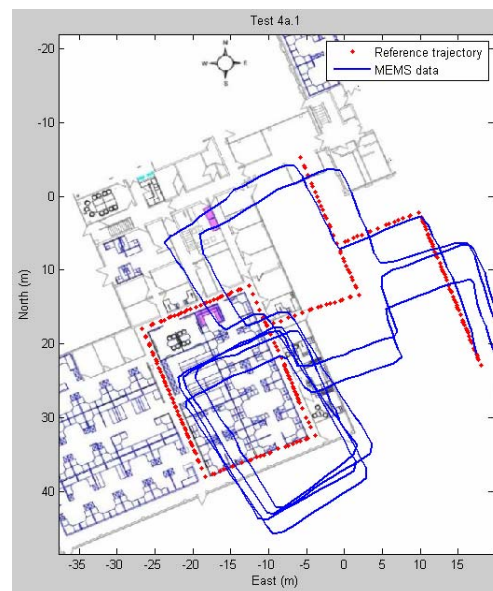 Test 4a.1
Reference trajectory
MEMS data
N
W
E
S
-20
-10
0
10
20
30
40
North (m)
-35
-30
-25
-20
-15
-10
-5
0
5
10
15
East (m)